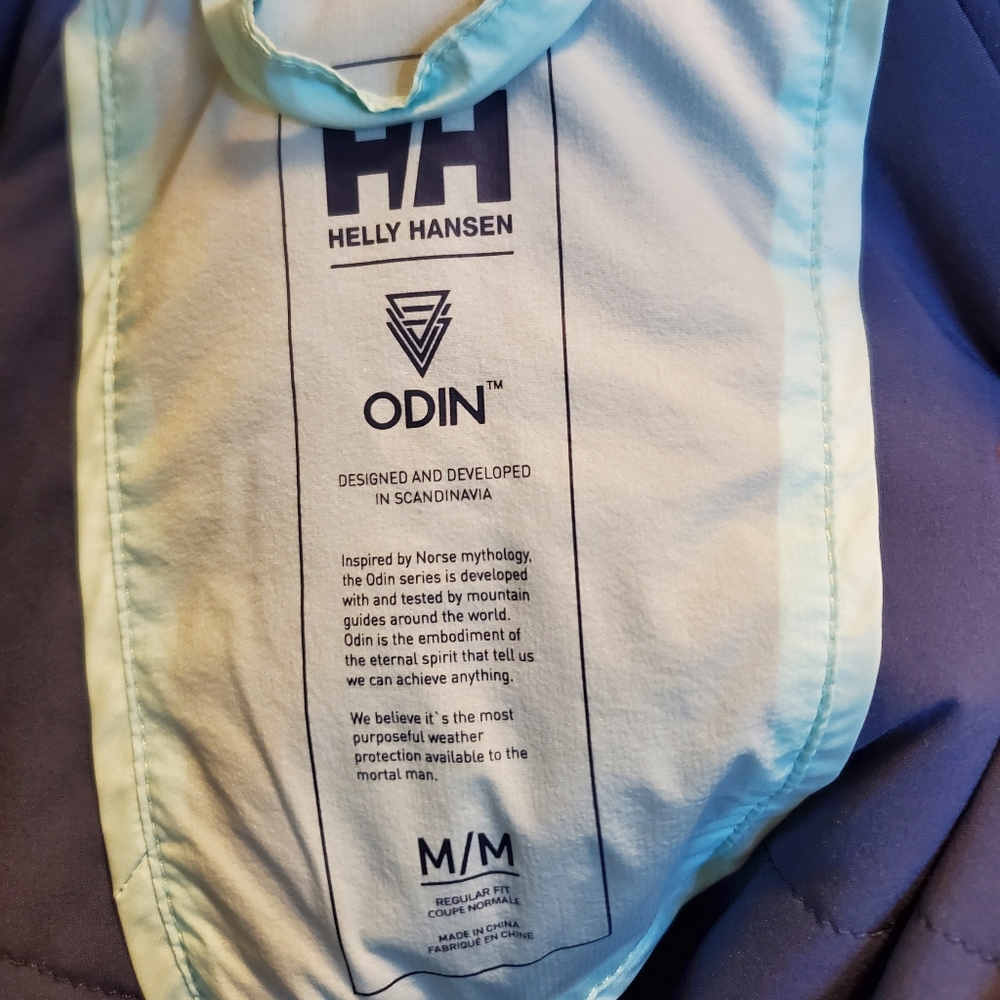 HH
HELLY HANSEN
ODIN™
DESIGNED AND DEVELOPED
IN SCANDINAVIA
Inspired by Norse mythology,
the Odin series is developed
with and tested by mountain
guides around the world.
Odin is the embodiment of
the eternal spirit that tell us
we can achieve anything.
We believe it`s the most
purposeful weather
protection available to the
mortal man.
M/M
REGULAR FIT
COUPE NORMALE
MADE IN CHINA
FABRIQUÉ EN CHINE